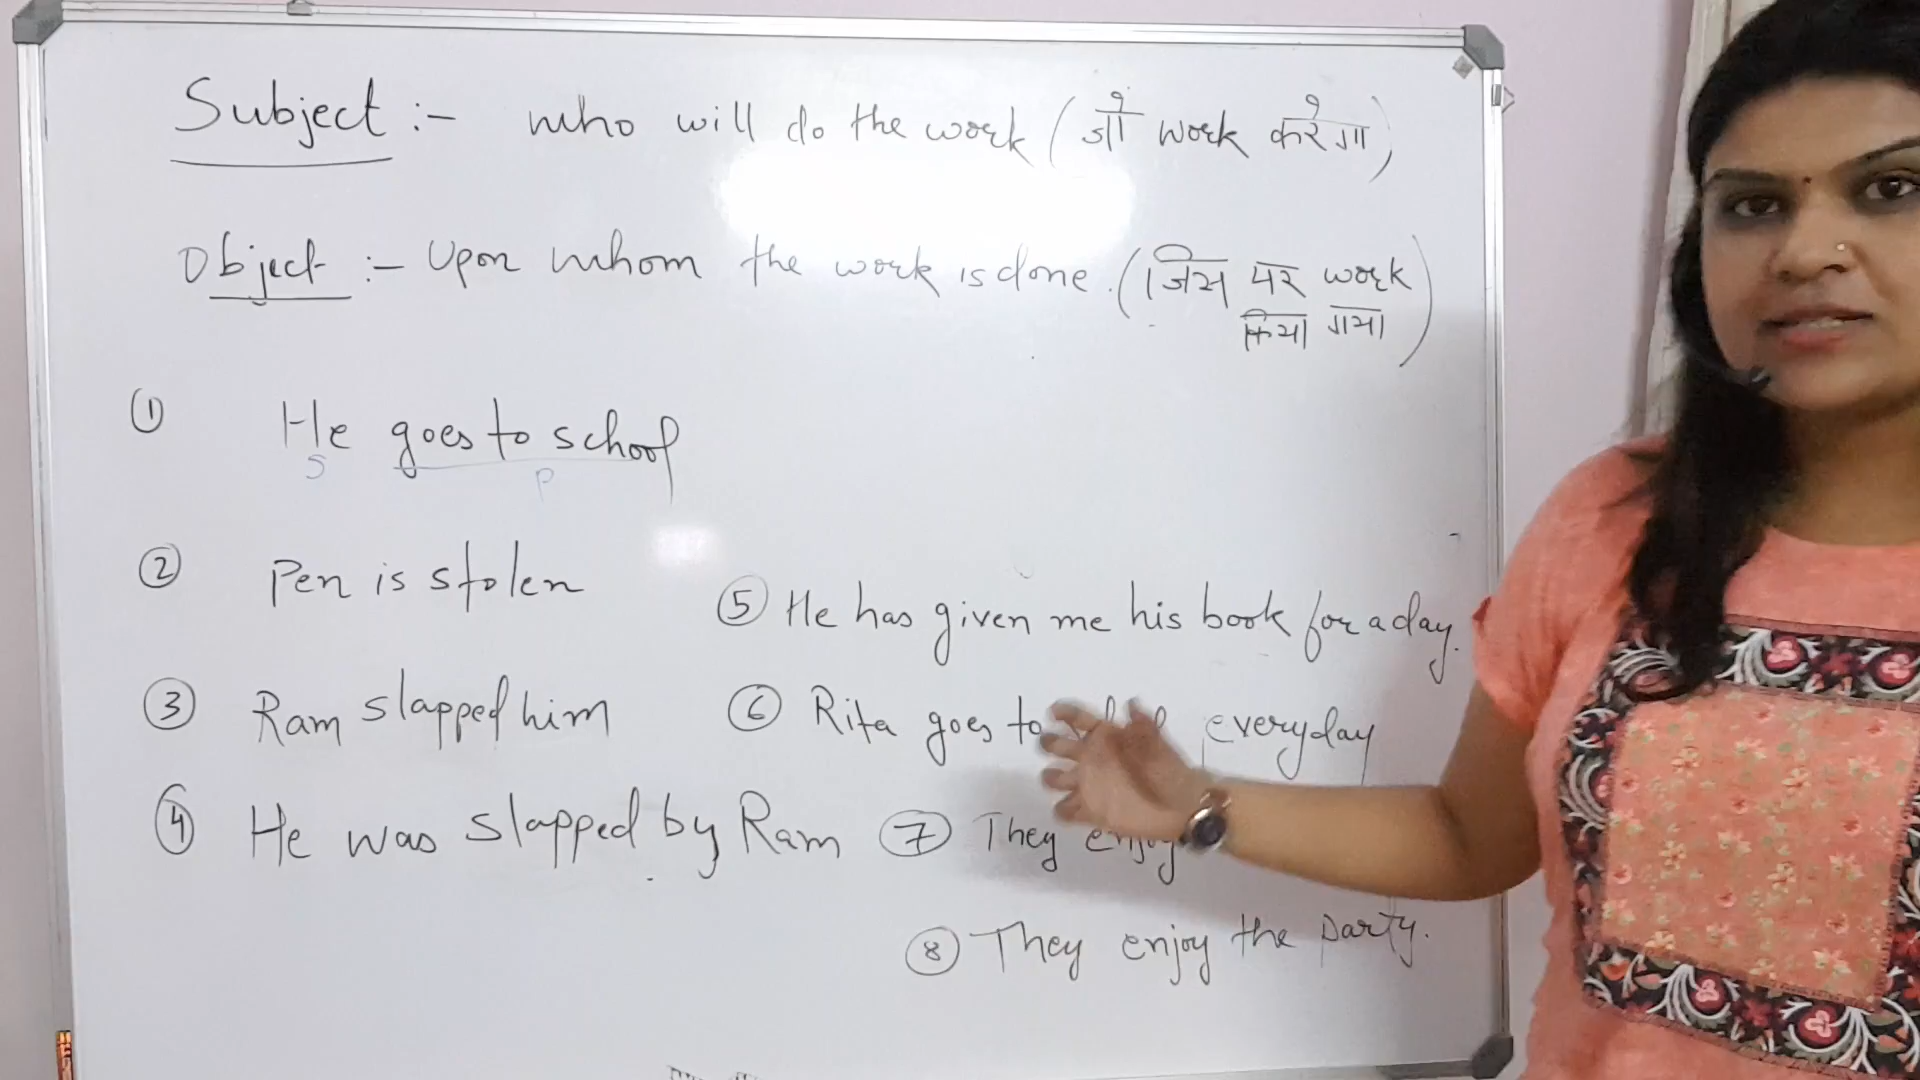 Subject :- who will do the work (जो work करेगा)
Object :- Upon whom the work is done. (जिस पर work
किया गया)
① He goes to school
S P
② Pen is stolen
③ Ram slapped him
④ He was slapped by Ram
⑤ He has given me his book for a day.
⑥ Rita goes to everyday
⑦ They enjoy
⑧ They enjoy the party.